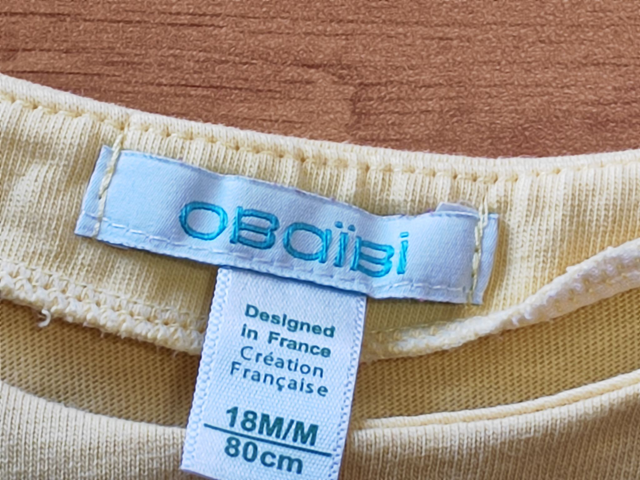 OBaïBi
Designed
in France
Création
Française
18M/M
80cm